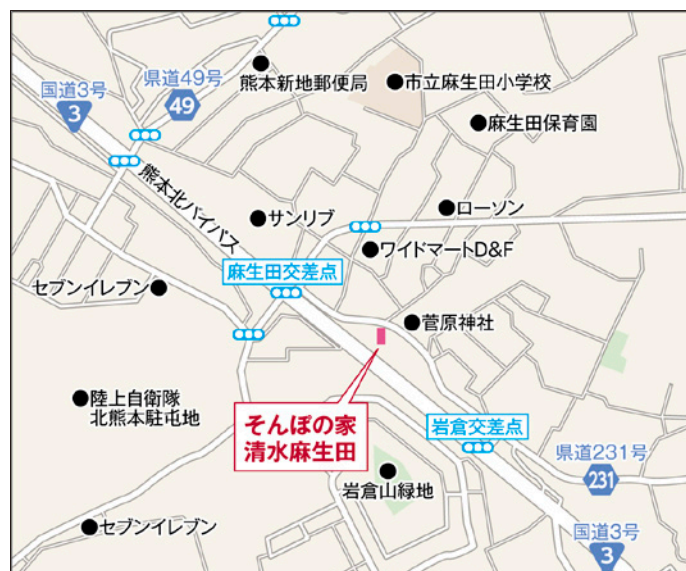 国道3号
3
県道49号
49
熊本新地郵便局
市立麻生田小学校
麻生田保育園
熊本北バイパス
サンリブ
ローソン
ワイドマートD&F
麻生田交差点
セブンイレブン
菅原神社
陸上自衛隊
北熊本駐屯地
そんぽの家
清水麻生田
岩倉交差点
県道231号
231
岩倉山緑地
セブンイレブン
国道3号
3